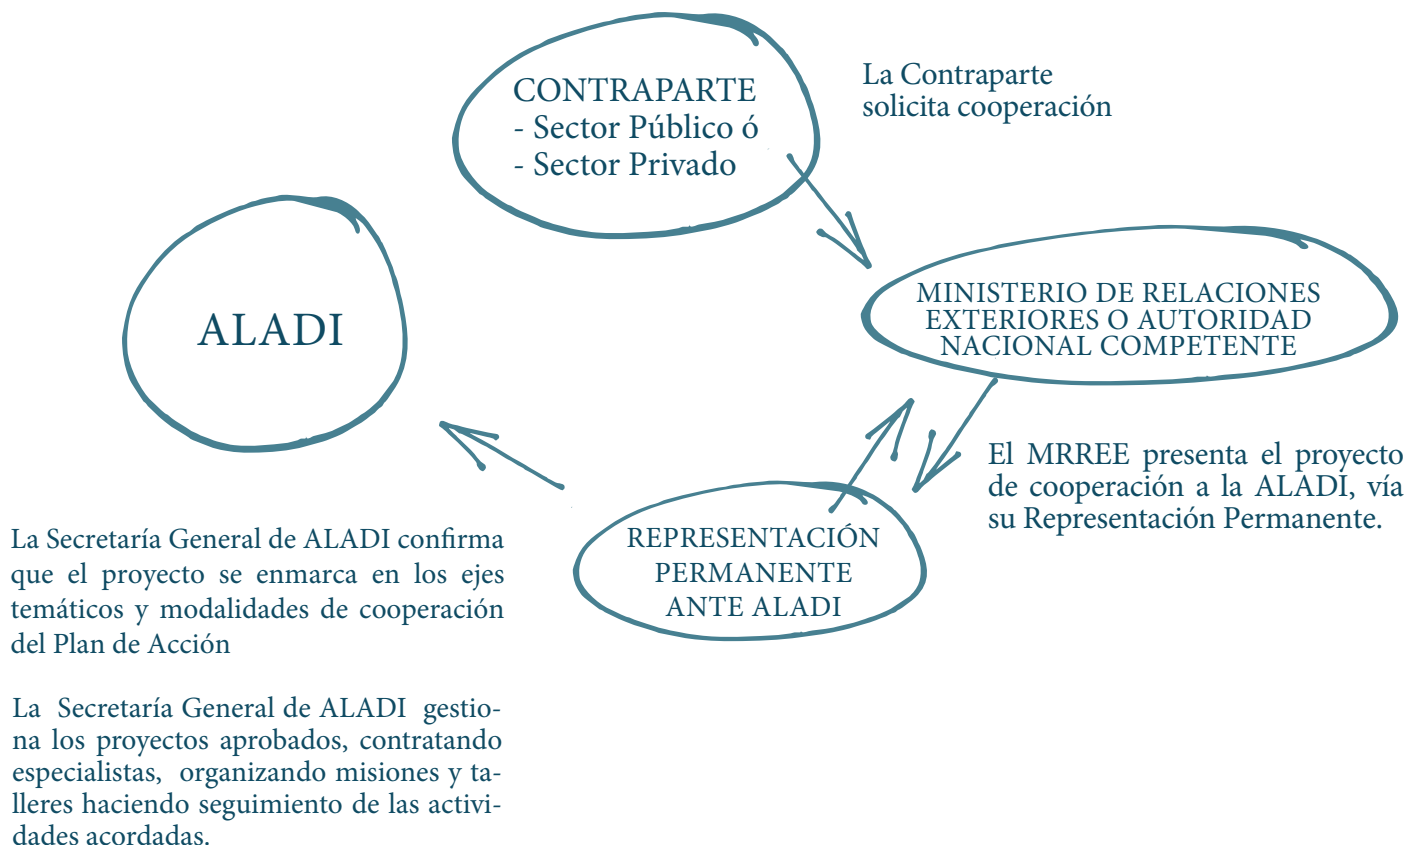 CONTRAPARTE
- Sector Público ó
- Sector Privado
La Contraparte
solicita cooperación
ALADI
MINISTERIO DE RELACIONES
EXTERIORES O AUTORIDAD
NACIONAL COMPETENTE
El MRREE presenta el proyecto
de cooperación a la ALADI, vía
su Representación Permanente.
REPRESENTACIÓN
PERMANENTE
ANTE ALADI
La Secretaría General de ALADI confirma
que el proyecto se enmarca en los ejes
temáticos y modalidades de cooperación
del Plan de Acción
La Secretaría General de ALADI gestio-
na los proyectos aprobados, contratando
especialistas, organizando misiones y ta-
lleres haciendo seguimiento de las activi-
dades acordadas.